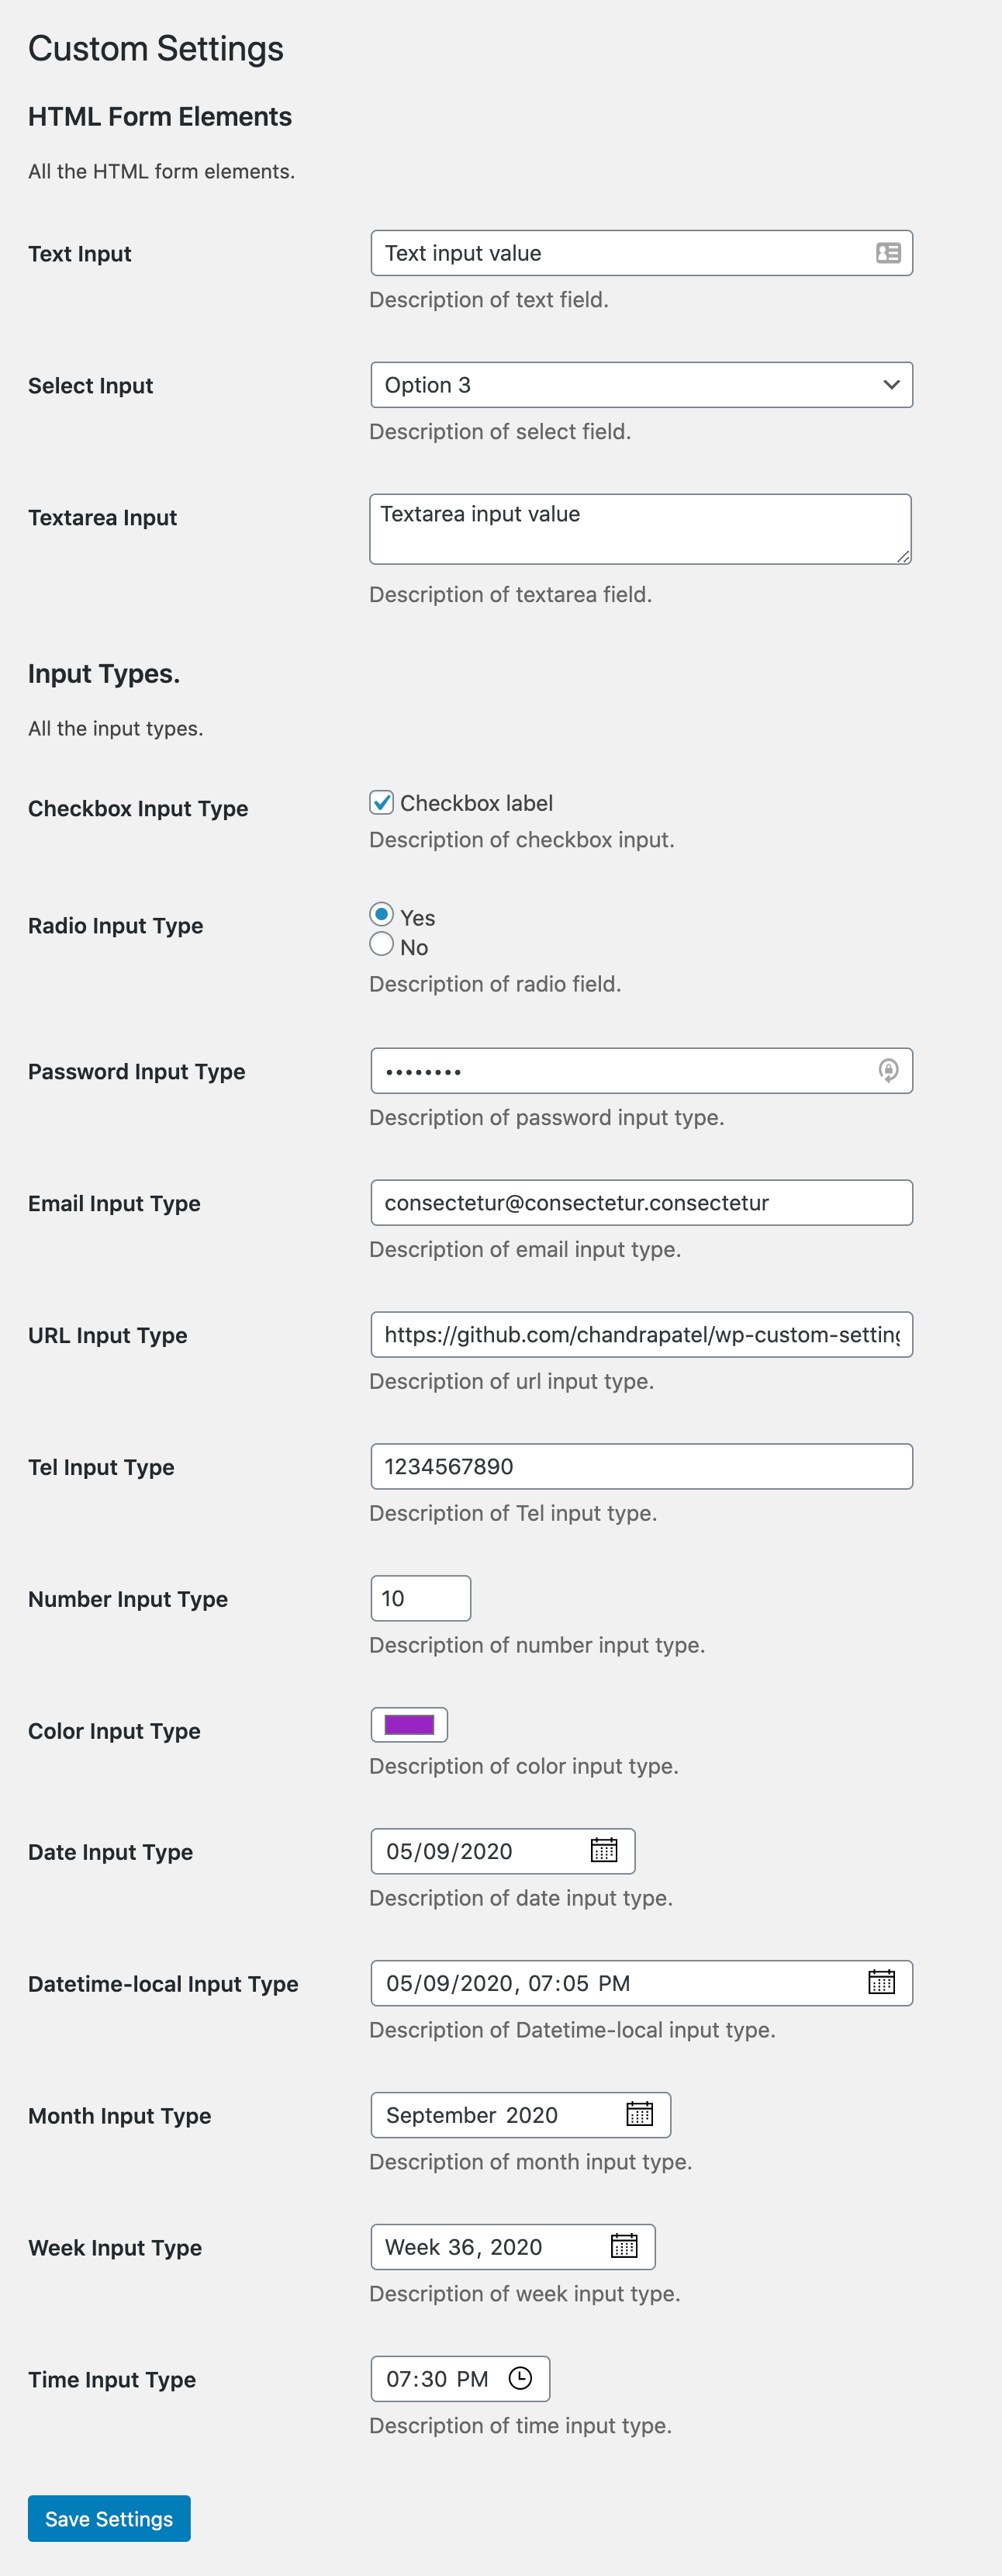 Custom Settings
HTML Form Elements
All the HTML form elements.
Text Input
Text input value
Description of text field.
Select Input
Option 3
Description of select field.
Textarea Input
Textarea input value
Description of textarea field.
Input Types.
All the input types.
Checkbox Input Type
Checkbox label
Description of checkbox input.
Radio Input Type
Yes
No
Description of radio field.
Password Input Type
••••••••
Description of password input type.
Email Input Type
consectetur@consectetur.consectetur
Description of email input type.
URL Input Type
https://github.com/chandrapatel/wp-custom-setting
Description of url input type.
Tel Input Type
1234567890
Description of Tel input type.
Number Input Type
10
Description of number input type.
Color Input Type
Description of color input type.
Date Input Type
05/09/2020
Description of date input type.
Datetime-local Input Type
05/09/2020, 07:05 PM
Description of Datetime-local input type.
Month Input Type
September 2020
Description of month input type.
Week Input Type
Week 36, 2020
Description of week input type.
Time Input Type
07:30 PM
Description of time input type.
Save Settings